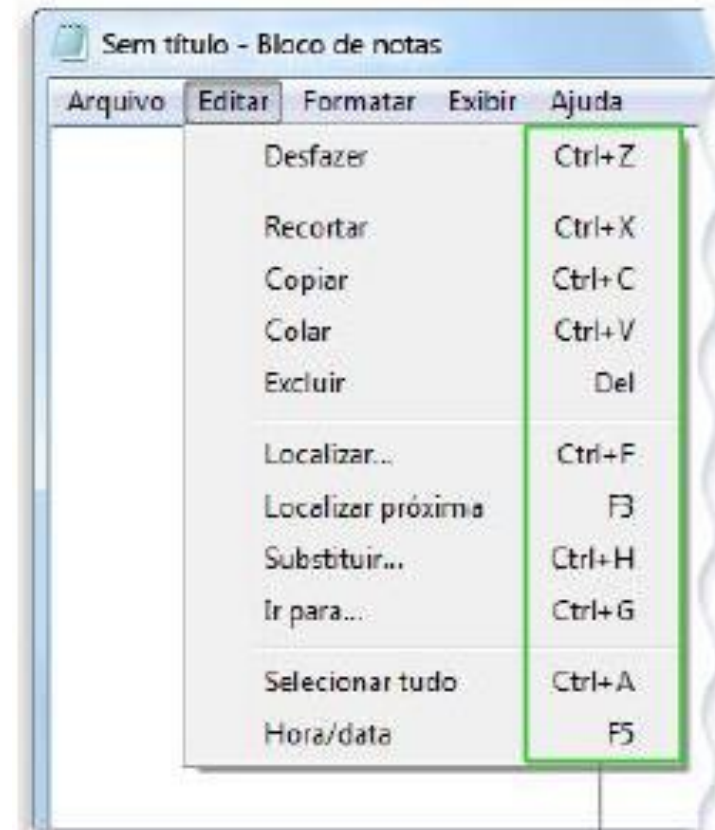 Sem título - Bloco de notas
Arquivo Editar Formatar Exibir Ajuda
Desfazer Ctrl+Z
Recortar Ctrl+X
Copiar Ctrl+C
Colar Ctrl+V
Excluir Del
Localizar... Ctrl+F
Localizar próxima F3
Substituir... Ctrl+H
Ir para... Ctrl+G
Selecionar tudo Ctrl+A
Hora/data F5